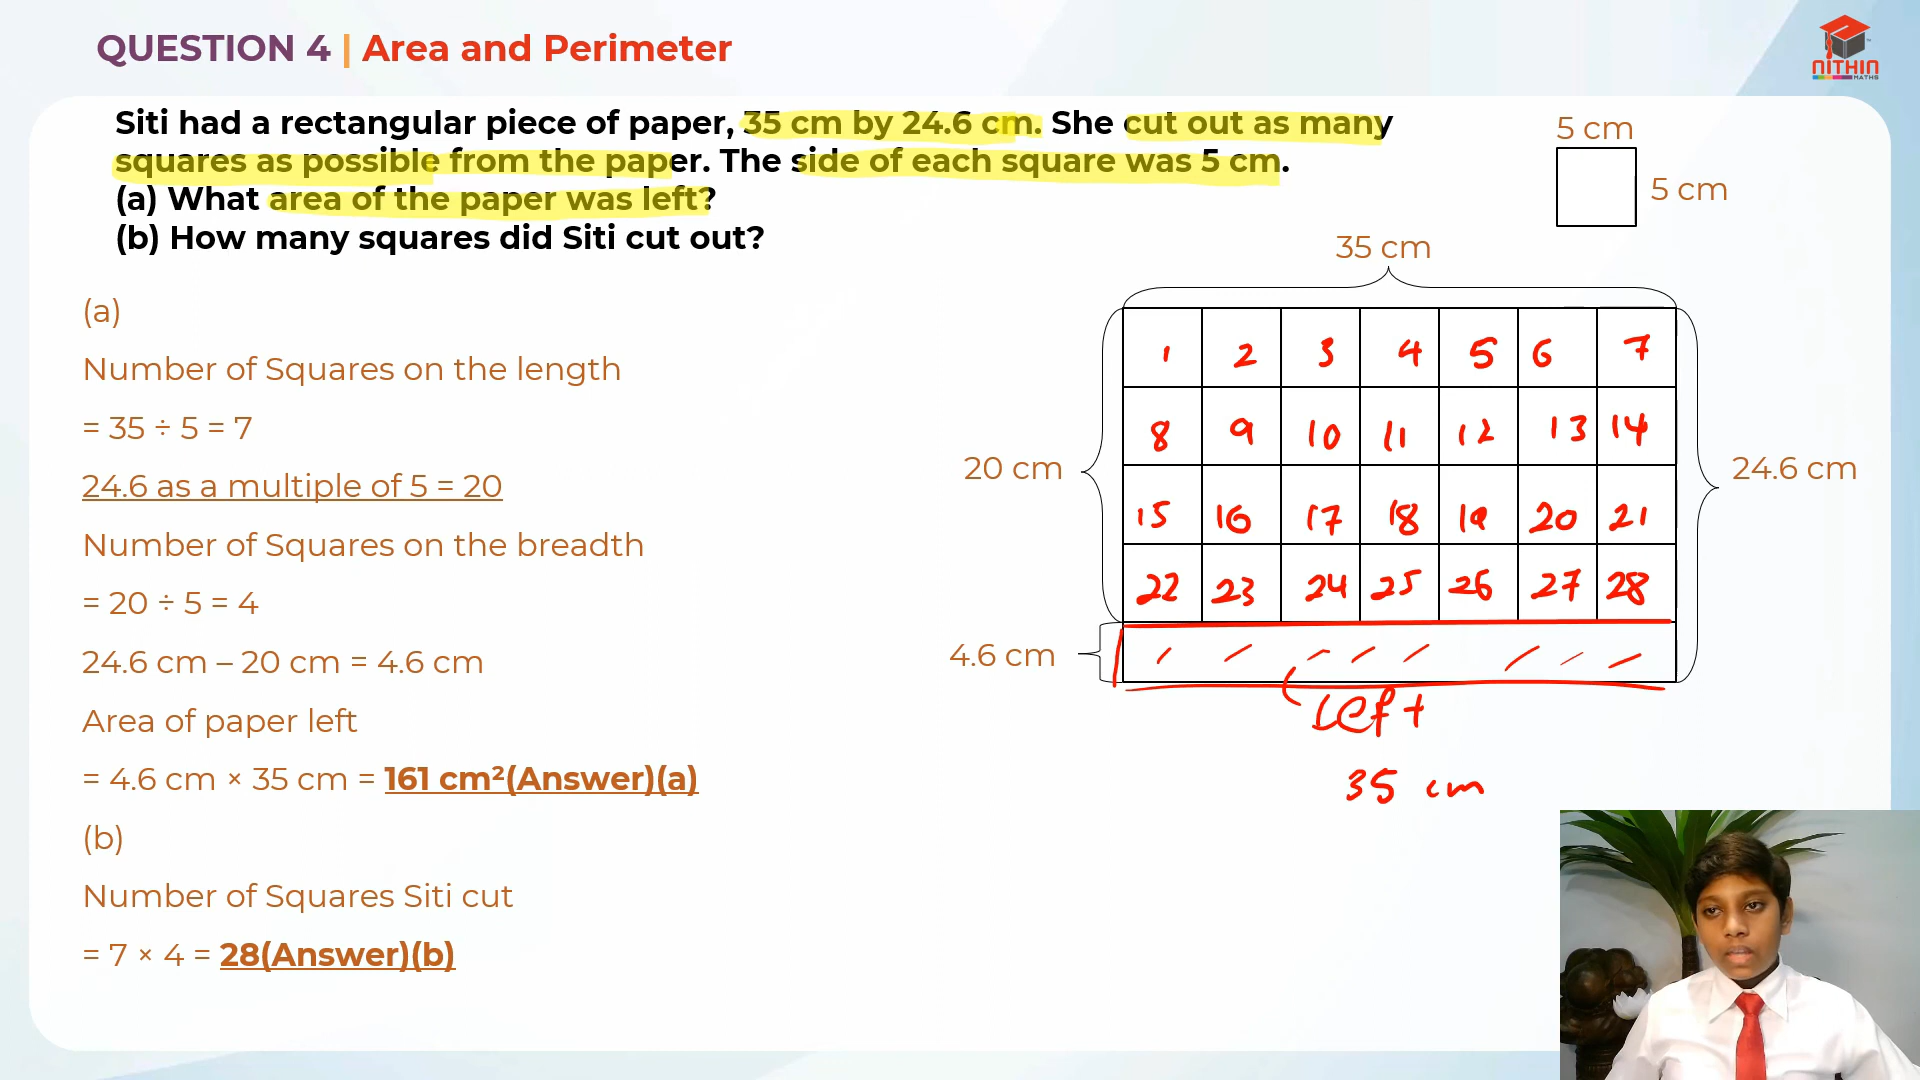 QUESTION 4 | Area and Perimeter
NITHIN
MATHS
Siti had a rectangular piece of paper, 35 cm by 24.6 cm. She cut out as many
squares as possible from the paper. The side of each square was 5 cm.
(a) What area of the paper was left?
(b) How many squares did Siti cut out?
5 cm
5 cm
35 cm
(a)
Number of Squares on the length
= 35 ÷ 5 = 7
24.6 as a multiple of 5 = 20
Number of Squares on the breadth
= 20 ÷ 5 = 4
24.6 cm – 20 cm = 4.6 cm
Area of paper left
= 4.6 cm × 35 cm = 161 cm²(Answer)(a)
(b)
Number of Squares Siti cut
= 7 × 4 = 28(Answer)(b)
1 2 3 4 5 6 7
8 9 10 11 12 13 14
20 cm
24.6 cm
15 16 17 18 19 20 21
22 23 24 25 26 27 28
4.6 cm
Left
35 cm